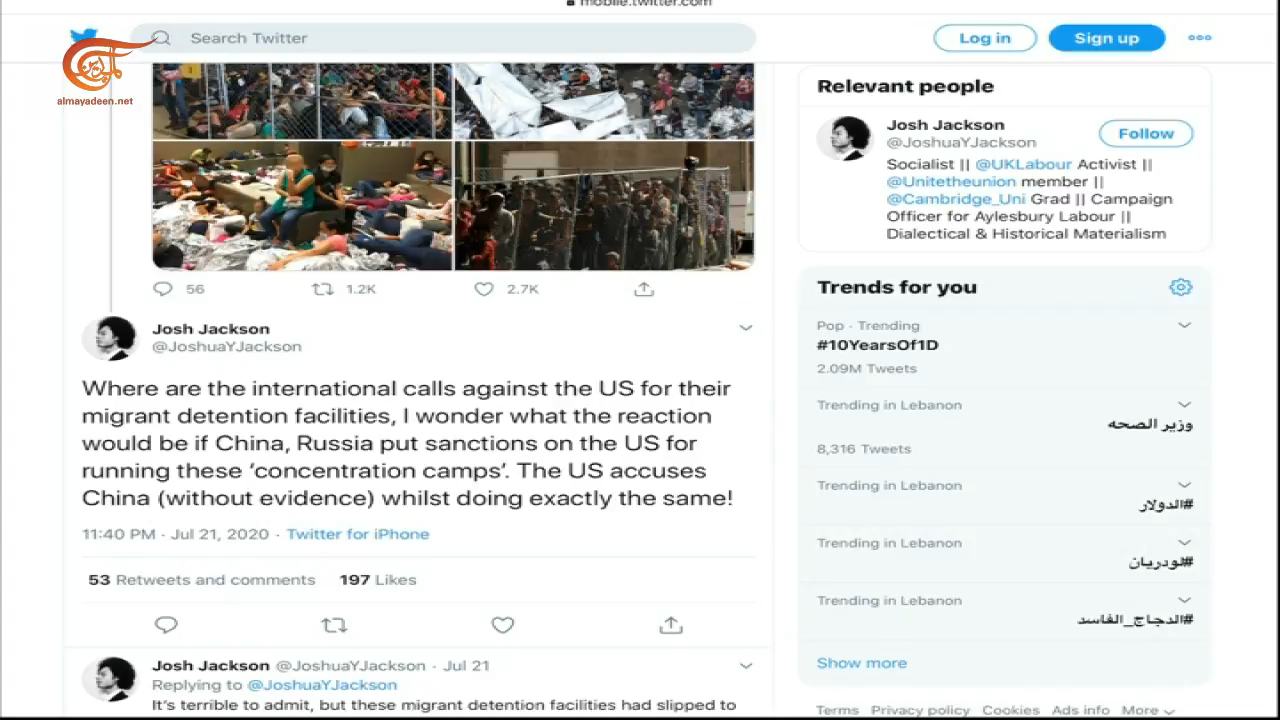 mobile.twitter.com
Search Twitter
Log in
Sign up
الميادين
almayadeen.net
56
1.2K
2.7K
Josh Jackson
@JoshuaYJackson
Where are the international calls against the US for their
migrant detention facilities, I wonder what the reaction
would be if China, Russia put sanctions on the US for
running these ‘concentration camps’. The US accuses
China (without evidence) whilst doing exactly the same!
11:40 PM · Jul 21, 2020 · Twitter for iPhone
53 Retweets and comments 197 Likes
Josh Jackson @JoshuaYJackson · Jul 21
Replying to @JoshuaYJackson
It’s terrible to admit, but these migrant detention facilities had slipped to
Relevant people
Josh Jackson
@JoshuaYJackson
Follow
Socialist || @UKLabour Activist ||
@Unitetheunion member ||
@Cambridge_Uni Grad || Campaign
Officer for Aylesbury Labour ||
Dialectical & Historical Materialism
Trends for you
Pop · Trending
#10YearsOf1D
2.09M Tweets
Trending in Lebanon
وزير الصحه
8,316 Tweets
Trending in Lebanon
#الدولار
Trending in Lebanon
#لودريان
Trending in Lebanon
#الدجاج_الفاسد
Show more
Terms Privacy policy Cookies Ads info More